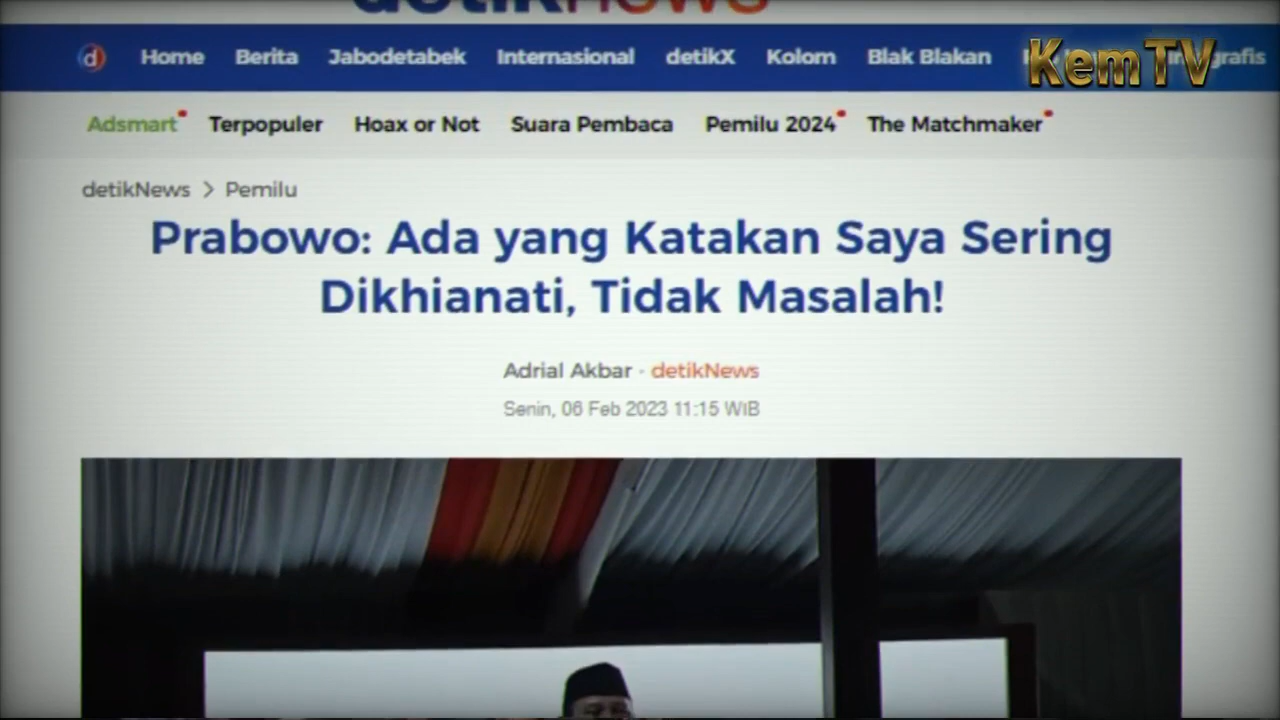 detiknews
Home Berita Jabodetabek Internasional detikX Kolom Blak Blakan
KemTV
Adsmart Terpopuler Hoax or Not Suara Pembaca Pemilu 2024 The Matchmaker
detikNews > Pemilu
Prabowo: Ada yang Katakan Saya Sering
Dikhianati, Tidak Masalah!
Adrial Akbar - detikNews
Senin, 06 Feb 2023 11:15 WIB